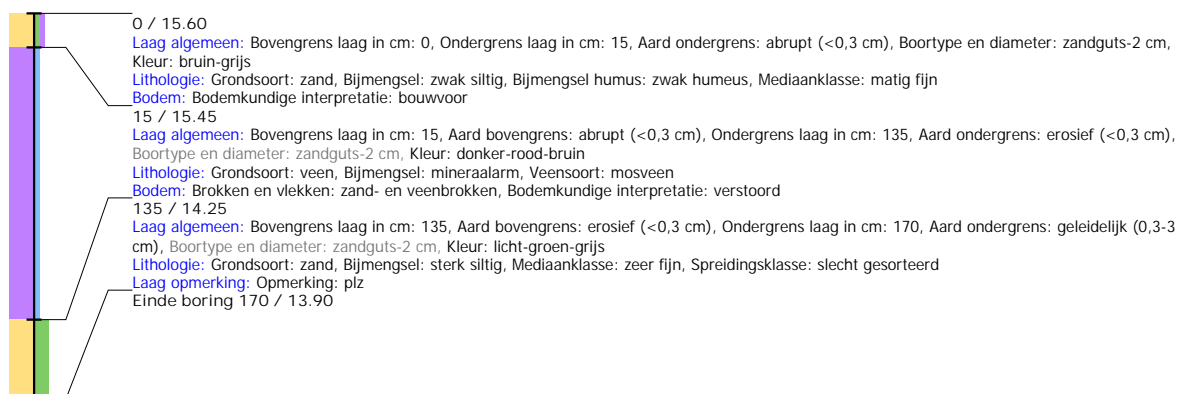 0 / 15.60
Laag algemeen: Bovengrens laag in cm: 0, Ondergrens laag in cm: 15, Aard ondergrens: abrupt (<0,3 cm), Boortype en diameter: zandguts-2 cm,
Kleur: bruin-grijs
Lithologie: Grondsoort: zand, Bijmengsel: zwak siltig, Bijmengsel humus: zwak humeus, Mediaanklasse: matig fijn
Bodem: Bodemkundige interpretatie: bouwvoor
15 / 15.45
Laag algemeen: Bovengrens laag in cm: 15, Aard bovengrens: abrupt (<0,3 cm), Ondergrens laag in cm: 135, Aard ondergrens: erosief (<0,3 cm),
Boortype en diameter: zandguts-2 cm, Kleur: donker-rood-bruin
Lithologie: Grondsoort: veen, Bijmengsel: mineraalarm, Veensoort: mosveen
Bodem: Brokken en vlekken: zand- en veenbrokken, Bodemkundige interpretatie: verstoord
135 / 14.25
Laag algemeen: Bovengrens laag in cm: 135, Aard bovengrens: erosief (<0,3 cm), Ondergrens laag in cm: 170, Aard ondergrens: geleidelijk (0,3-3
cm), Boortype en diameter: zandguts-2 cm, Kleur: licht-groen-grijs
Lithologie: Grondsoort: zand, Bijmengsel: sterk siltig, Mediaanklasse: zeer fijn, Spreidingsklasse: slecht gesorteerd
Laag opmerking: Opmerking: plz
Einde boring 170 / 13.90